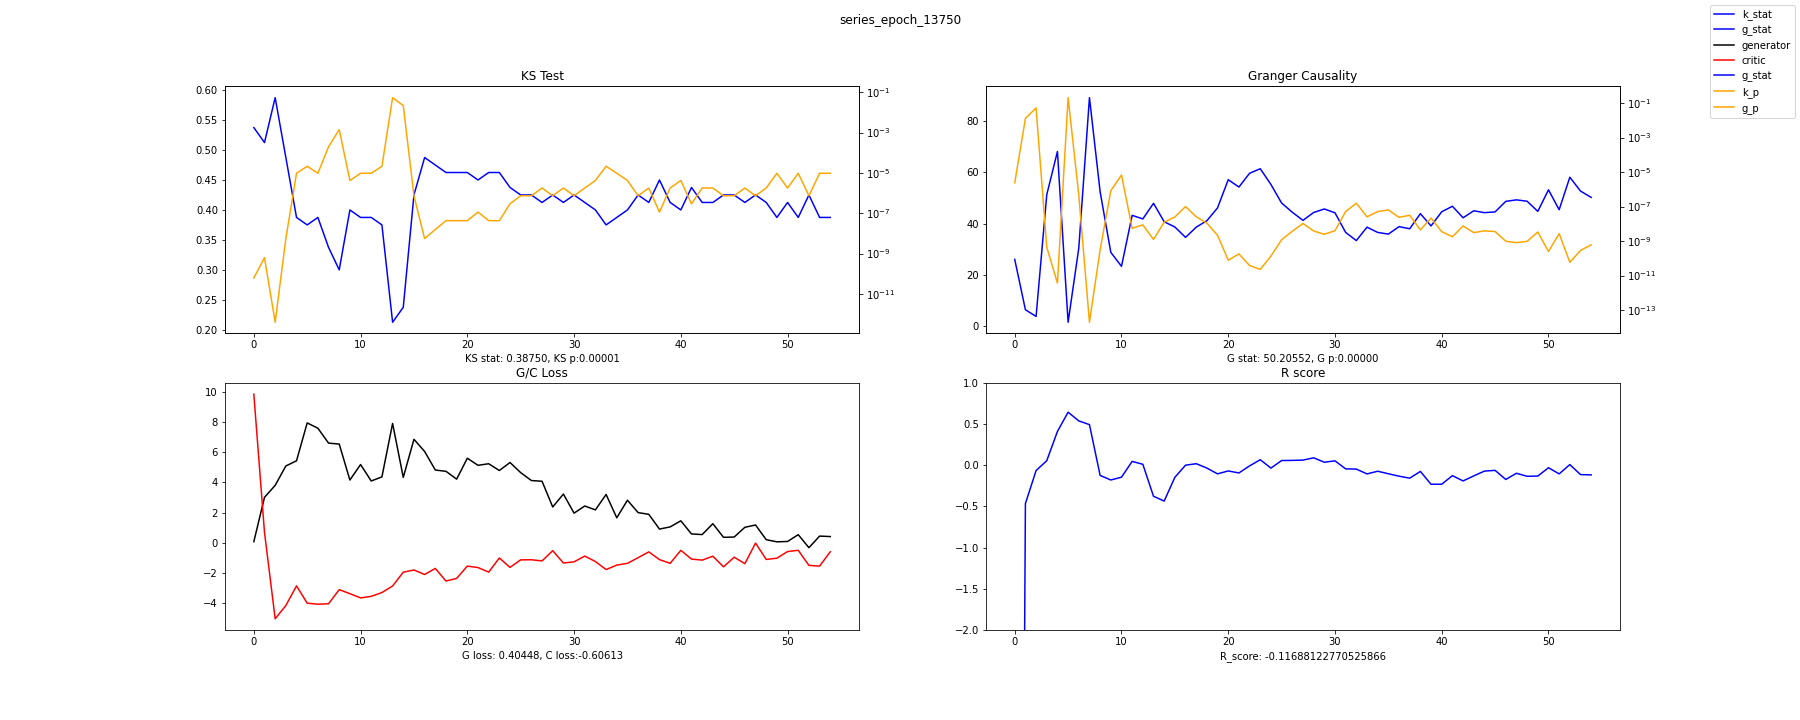 series_epoch_13750
k_stat
g_stat
generator
critic
g_stat
k_p
g_p
KS Test
0.60
0.55
0.50
0.45
0.40
0.35
0.30
0.25
0.20
10⁻¹
10⁻³
10⁻⁵
10⁻⁷
10⁻⁹
10⁻¹¹
0 10 20 30 40 50
KS stat: 0.38750, KS p:0.00001
Granger Causality
80
60
40
20
0
10⁻¹
10⁻³
10⁻⁵
10⁻⁷
10⁻⁹
10⁻¹¹
10⁻¹³
0 10 20 30 40 50
G stat: 50.20552, G p:0.00000
G/C Loss
10
8
6
4
2
0
−2
−4
0 10 20 30 40 50
G loss: 0.40448, C loss:-0.60613
R score
1.0
0.5
0.0
−0.5
−1.0
−1.5
−2.0
0 10 20 30 40 50
R_score: -0.11688122770525866